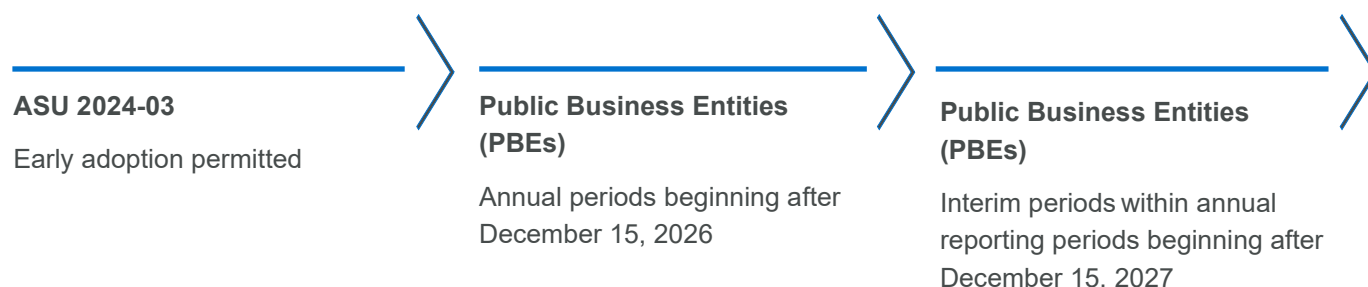 ASU 2024-03
Early adoption permitted
Public Business Entities
(PBEs)
Annual periods beginning after
December 15, 2026
Public Business Entities
(PBEs)
Interim periods within annual
reporting periods beginning after
December 15, 2027